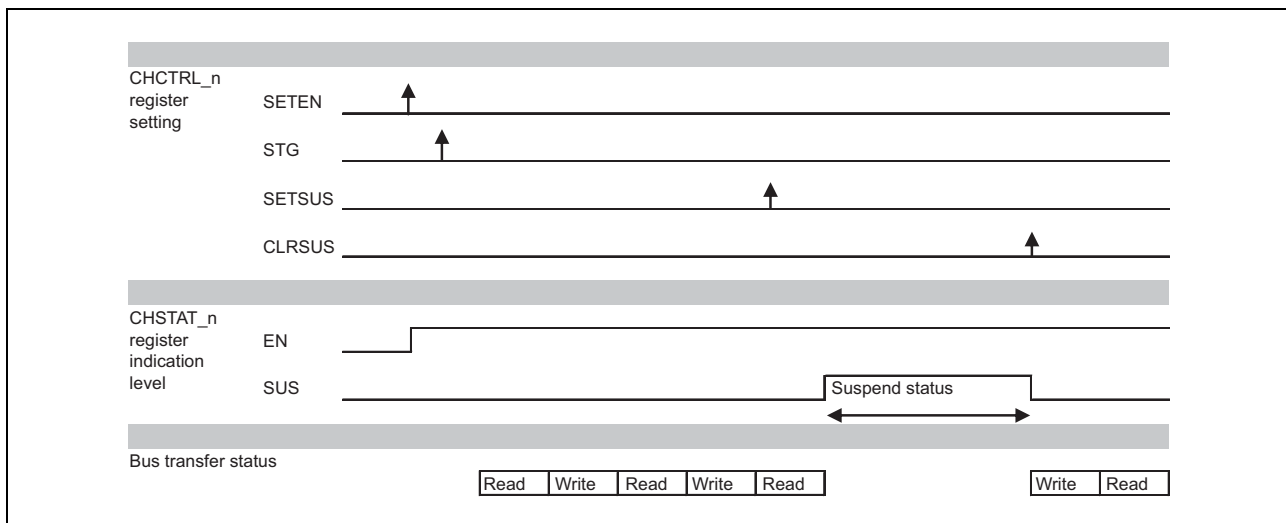 CHCTRL_n
register
setting
SETEN
STG
SETSUS
CLRSUS
CHSTAT_n
register
indication
level
EN
SUS
Suspend status
Bus transfer status
Read Write Read Write Read Write Read